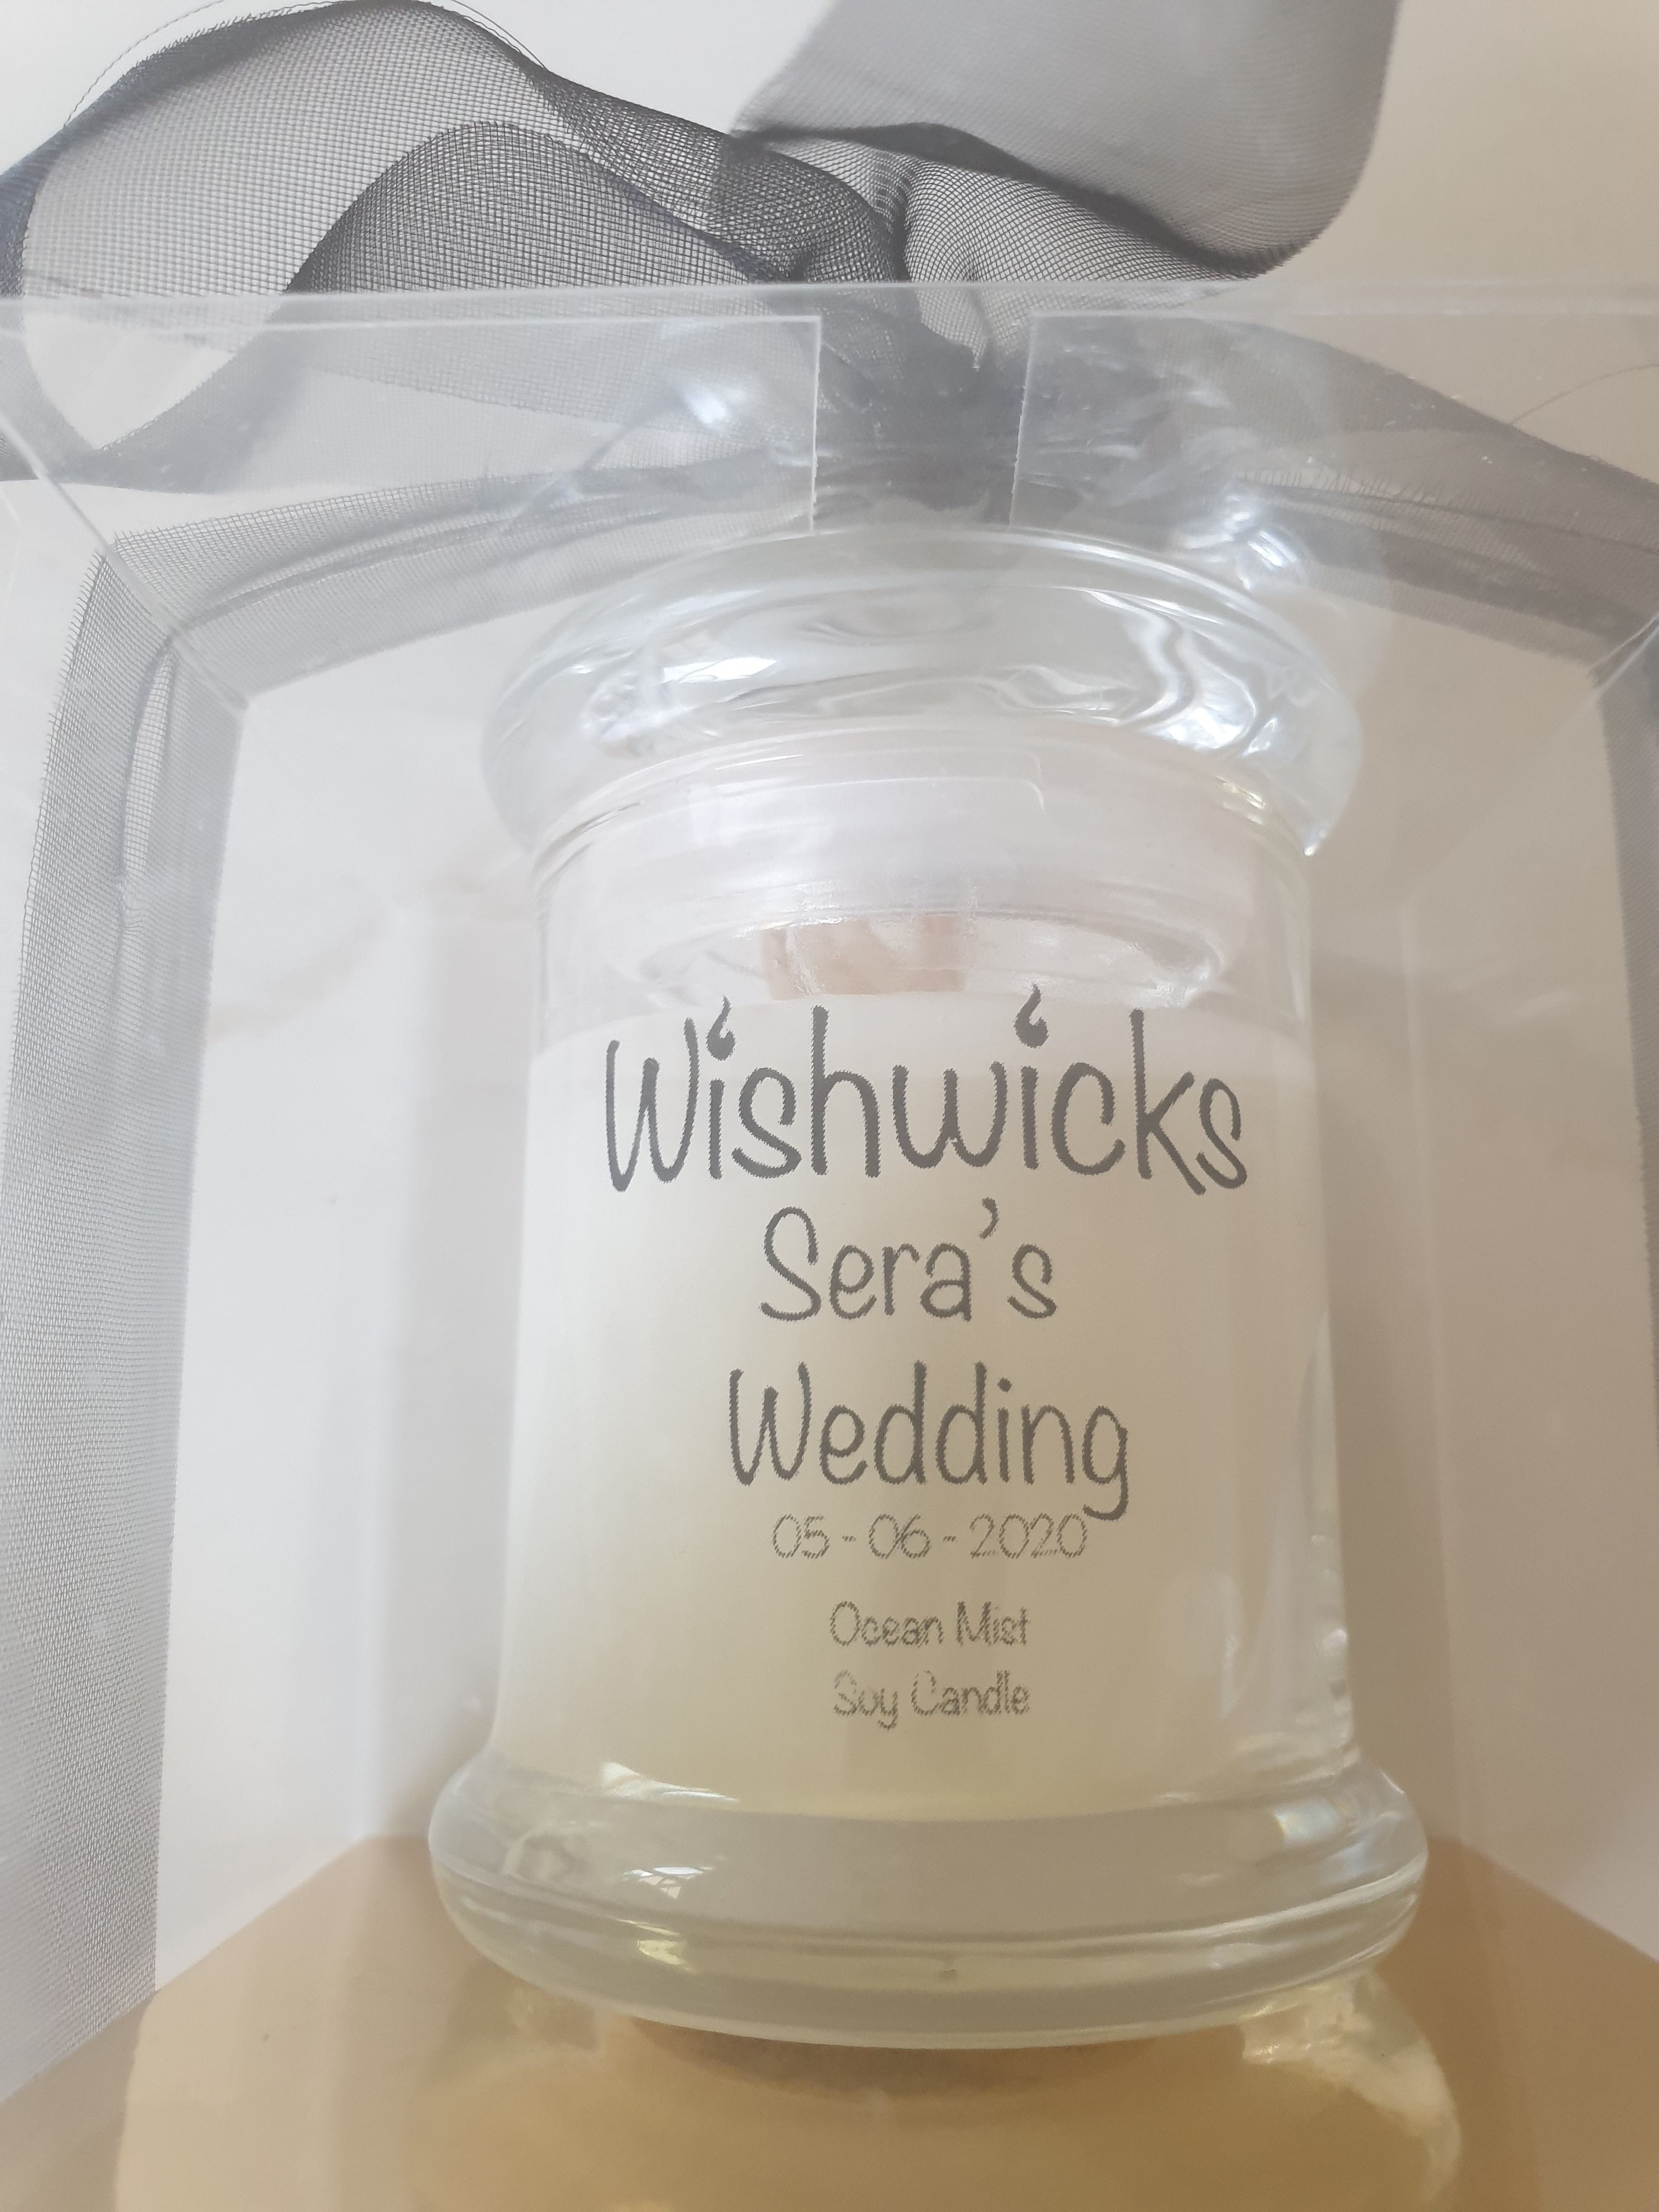 Wishwicks
Sera's
Wedding
05-06-2020
Ocean Mist
Soy Candle